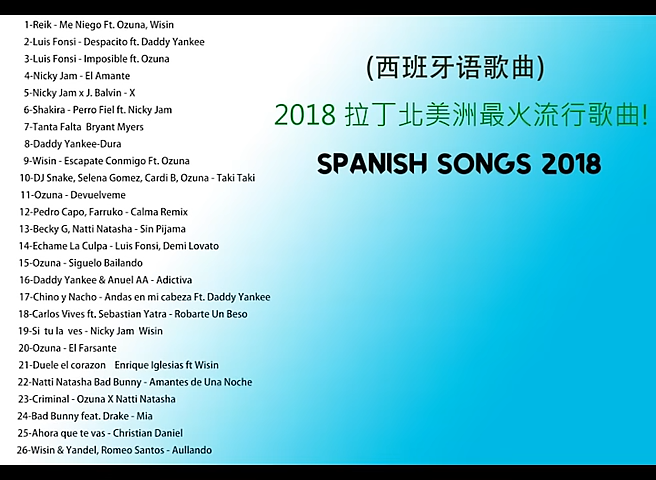 1-Reik - Me Niego Ft. Ozuna, Wisin
2-Luis Fonsi - Despacito ft. Daddy Yankee
3-Luis Fonsi - Imposible ft. Ozuna
4-Nicky Jam - El Amante
5-Nicky Jam x J. Balvin - X
6-Shakira - Perro Fiel ft. Nicky Jam
7-Tanta Falta Bryant Myers
8-Daddy Yankee-Dura
9-Wisin - Escapate Conmigo Ft. Ozuna
10-DJ Snake, Selena Gomez, Cardi B, Ozuna - Taki Taki
11-Ozuna - Devuelveme
12-Pedro Capo, Farruko - Calma Remix
13-Becky G, Natti Natasha - Sin Pijama
14-Echame La Culpa - Luis Fonsi, Demi Lovato
15-Ozuna - Siguelo Bailando
16-Daddy Yankee & Anuel AA - Adictiva
17-Chino y Nacho - Andas en mi cabeza Ft. Daddy Yankee
18-Carlos Vives ft. Sebastian Yatra - Robarte Un Beso
19-Si tu la ves - Nicky Jam Wisin
20-Ozuna - El Farsante
21-Duele el corazon Enrique Iglesias ft Wisin
22-Natti Natasha Bad Bunny - Amantes de Una Noche
23-Criminal - Ozuna X Natti Natasha
24-Bad Bunny feat. Drake - Mia
25-Ahora que te vas - Christian Daniel
26-Wisin & Yandel, Romeo Santos - Aullando
(西班牙语歌曲)
2018 拉丁北美洲最火流行歌曲!
SPANISH SONGS 2018